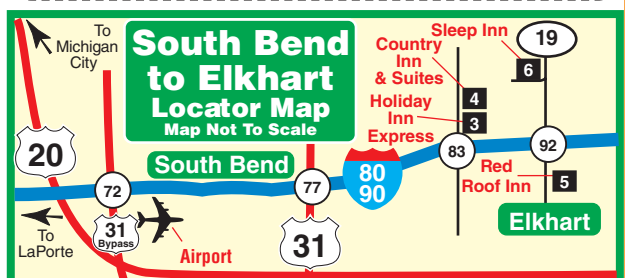 To
Michigan
City
South Bend
to Elkhart
Locator Map
Map Not To Scale
Country
Inn
& Suites
Sleep Inn
19
6
4
Holiday
Inn
Express
3
20
South Bend
80
90
83
92
Red
Roof Inn
5
72
77
To
LaPorte
31
Bypass
Airport
31
Elkhart